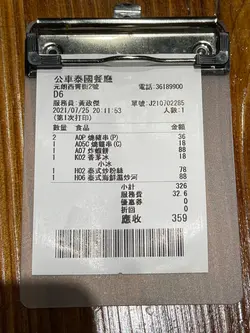 公車泰國餐廳
元朗西菁街2號 電話:36189900
D6
服務員:黃政傑 單號:J210702285
2021/07/25 20:11:53 人數:1
(第1次打印)
數量 食品 金額
2 A0P 燒豬串(P) 36
1 A05C 燒雞串(C) 18
1 A07 炸蝦餅 88
1 K02 香茅冰 18
小冰
1 H02 泰式炒粉絲 78
1 H06 泰式海鮮濕炒河 88
小計 326
服務費 32.6
優惠券 0
折回 0
應收 359